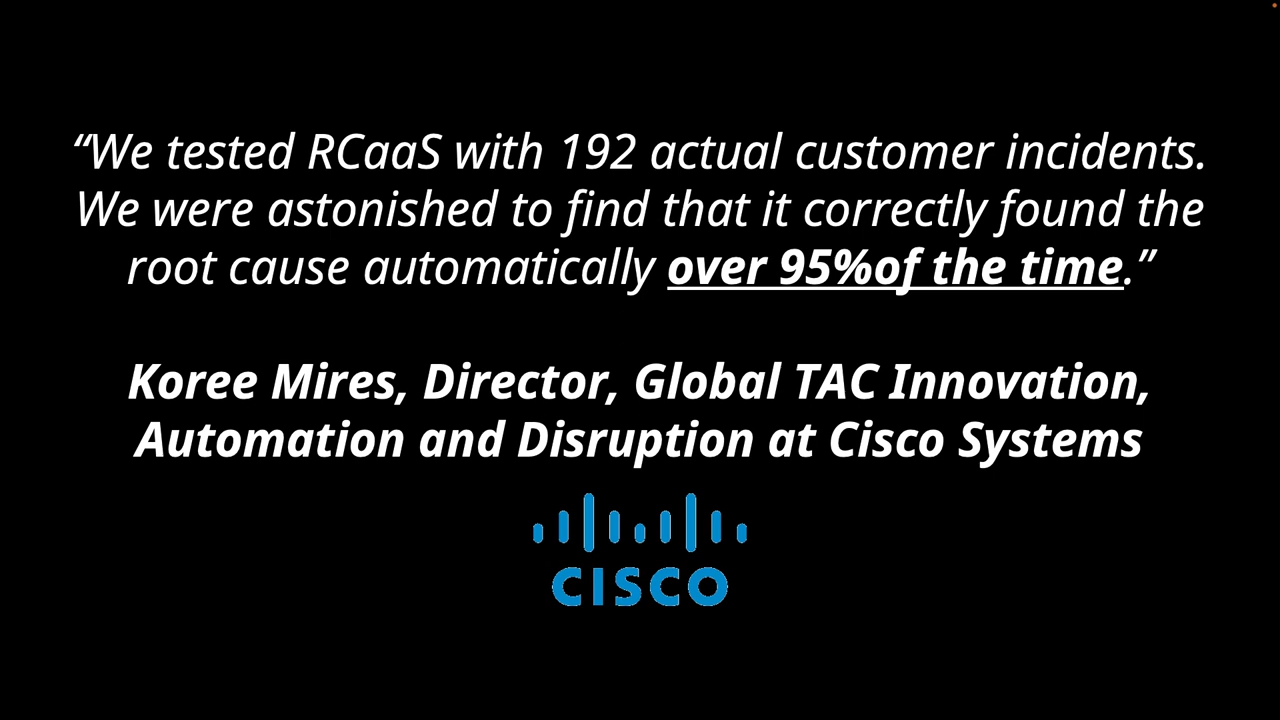 “We tested RCaaS with 192 actual customer incidents.
We were astonished to find that it correctly found the
root cause automatically over 95%of the time.”
Koree Mires, Director, Global TAC Innovation,
Automation and Disruption at Cisco Systems
CISCO